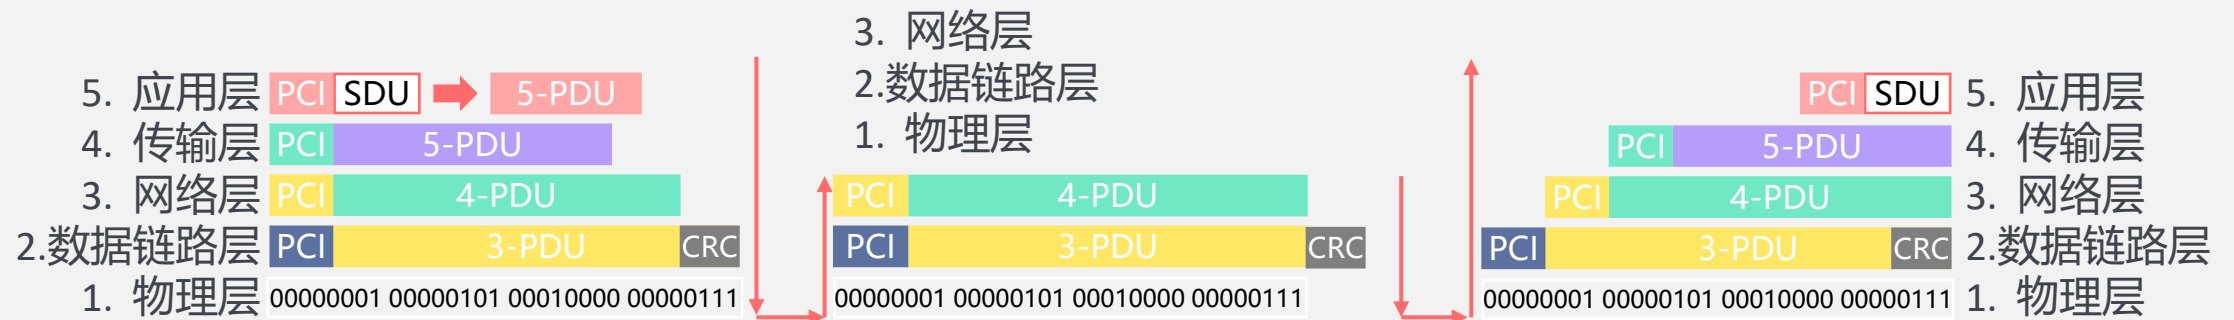 5. 应用层 PCI SDU 5-PDU
4. 传输层 PCI 5-PDU
3. 网络层 PCI 4-PDU
2.数据链路层 PCI 3-PDU CRC
1. 物理层 00000001 00000101 00010000 00000111
3. 网络层
2.数据链路层
1. 物理层
PCI 4-PDU
PCI 3-PDU CRC
00000001 00000101 00010000 00000111
PCI SDU 5. 应用层
PCI 5-PDU 4. 传输层
PCI 4-PDU 3. 网络层
PCI 3-PDU CRC 2.数据链路层
00000001 00000101 00010000 00000111 1. 物理层